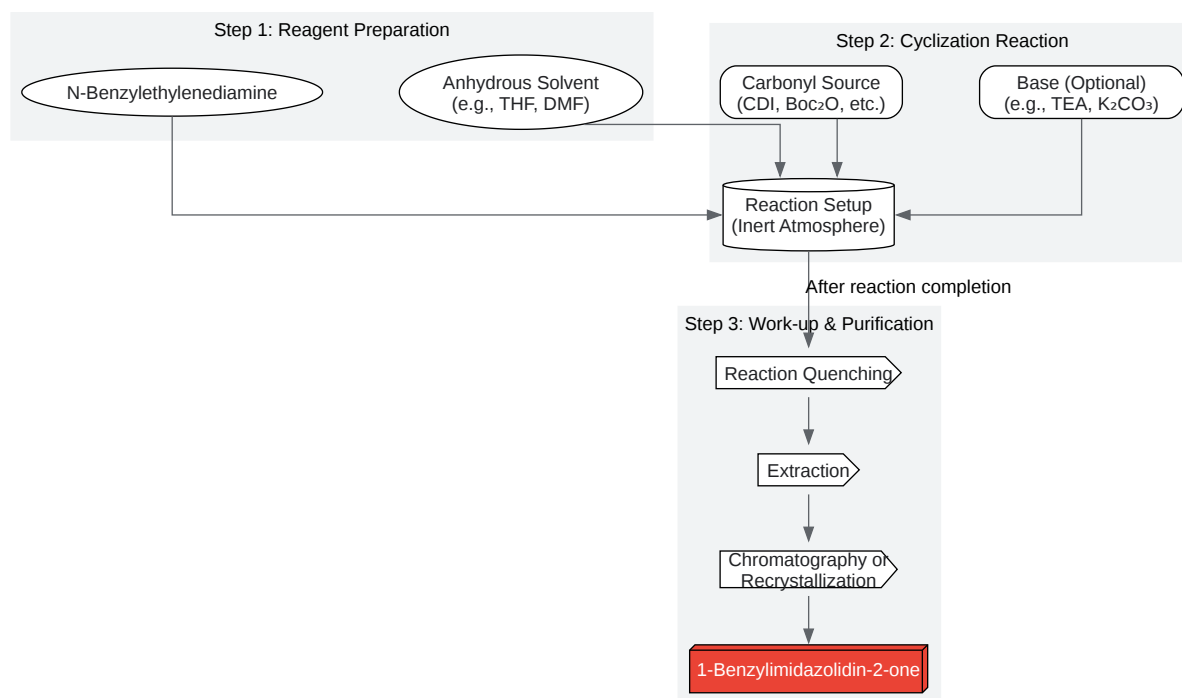 Step 1: Reagent Preparation
N-Benzylethylenediamine
Anhydrous Solvent
(e.g., THF, DMF)
Step 2: Cyclization Reaction
Carbonyl Source
(CDI, Boc₂O, etc.)
Base (Optional)
(e.g., TEA, K₂CO₃)
Reaction Setup
(Inert Atmosphere)
After reaction completion
Step 3: Work-up & Purification
Reaction Quenching
Extraction
Chromatography or
Recrystallization
1-Benzylimidazolidin-2-one